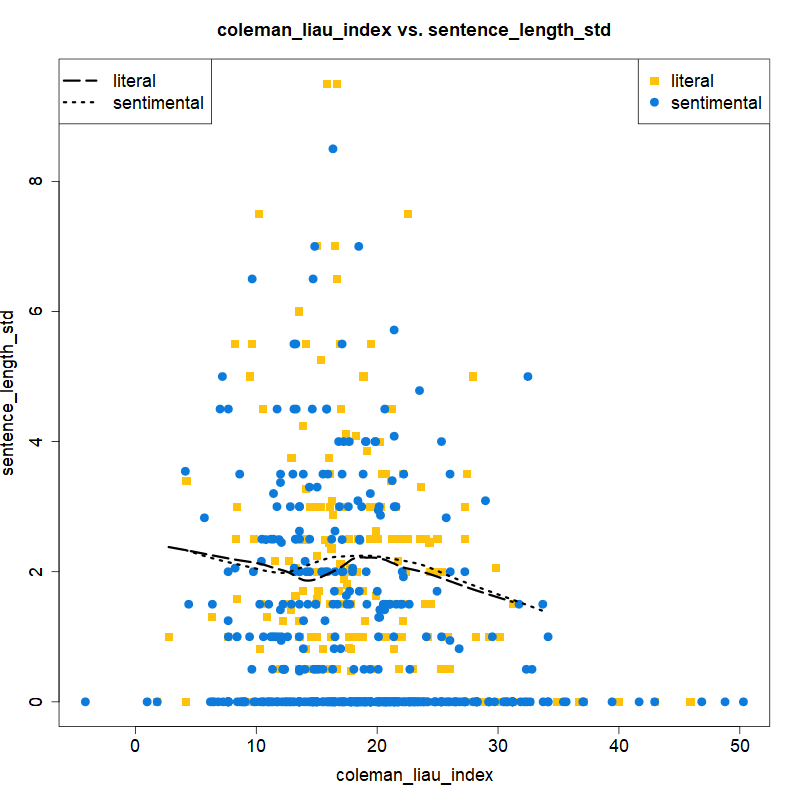 coleman_liau_index vs. sentence_length_std
literal
sentimental
literal
sentimental
sentence_length_std
8
6
4
2
0
0 10 20 30 40 50
coleman_liau_index